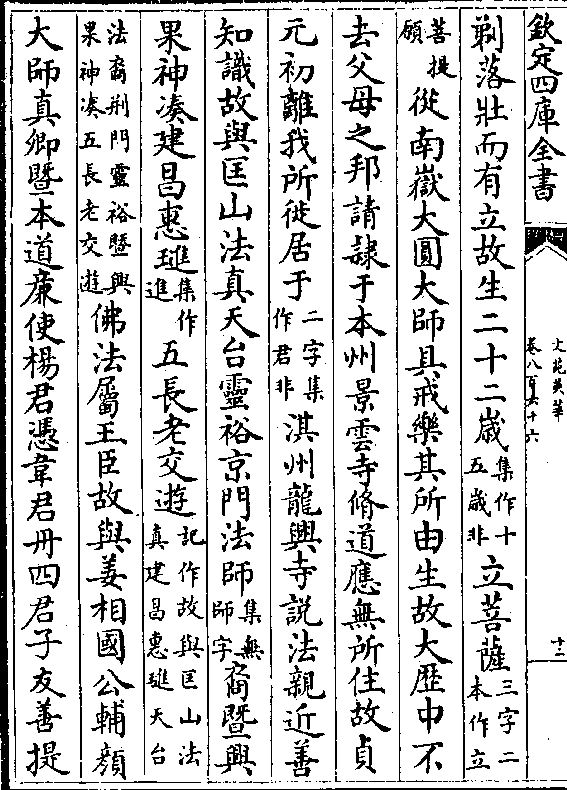 欽定四庫全書
文苑英華
卷八百六十六
十二
剃落壯而有立故生二十二歲集作十五歲非立菩薩三字二本作立
菩提願從南嶽大圓大師具戒樂其所由生故大歷中不
去父母之邦請隷于本州景雲寺脩道應無所住故貞
元初離我所徙居于二字集作君非淇州龍興寺説法親近善
知識故與匡山法真天台靈裕京門法師集無師字裔暨興
果神湊建昌惠璡集作進五長老交遊記作故與匡山法真建昌惠璡天台
法裔荆門靈裕暨興果神湊五長老交遊佛法屬王臣故與姜相國公輔顔
大師真卿暨本道廉使楊君憑韋君丹四君子友善提